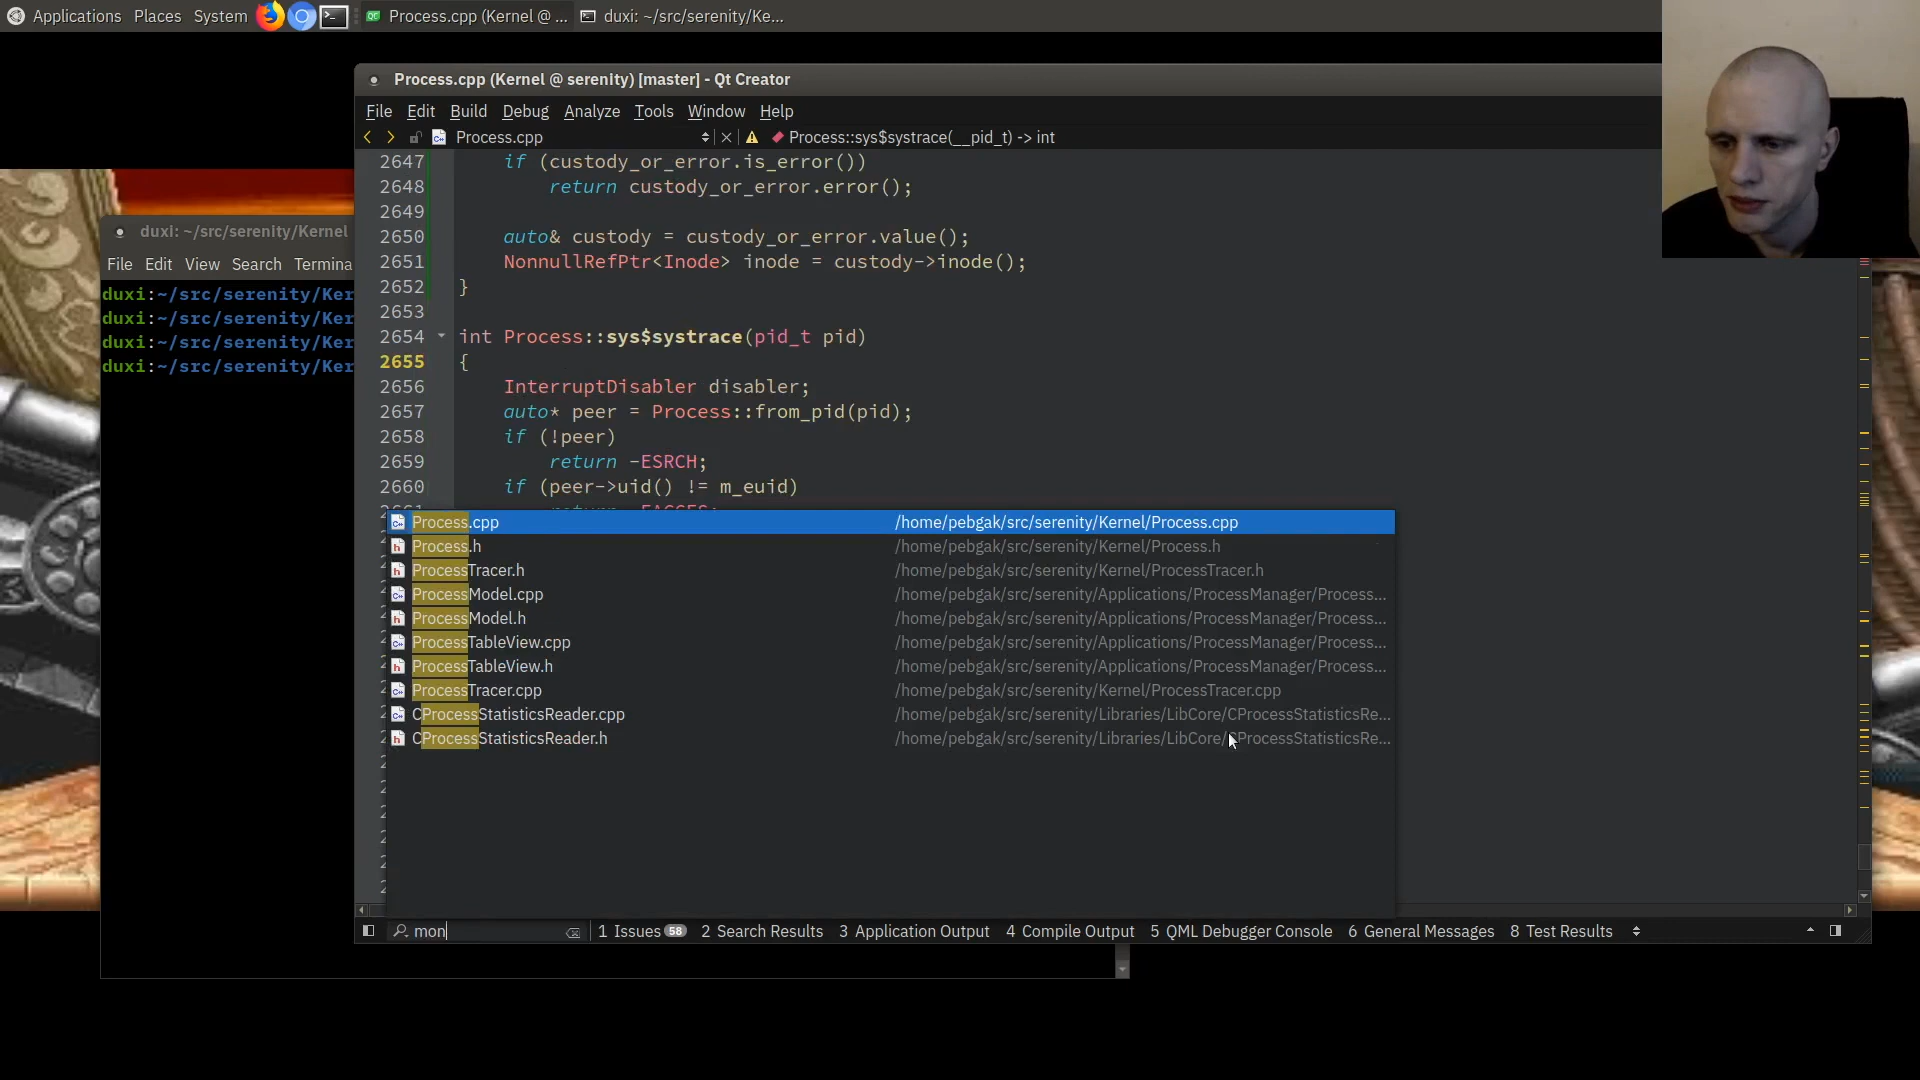 Applications Places System Process.cpp (Kernel @ ... duxi: ~/src/serenity/Ke...
Process.cpp (Kernel @ serenity) [master] - Qt Creator
File Edit Build Debug Analyze Tools Window Help
Process.cpp Process::sys$systrace(__pid_t) -> int
2647 if (custody_or_error.is_error())
2648 return custody_or_error.error();
2649
2650 auto& custody = custody_or_error.value();
2651 NonnullRefPtr<Inode> inode = custody->inode();
2652 }
2653
2654 int Process::sys$systrace(pid_t pid)
2655 {
2656 InterruptDisabler disabler;
2657 auto* peer = Process::from_pid(pid);
2658 if (!peer)
2659 return -ESRCH;
2660 if (peer->uid() != m_euid)
duxi: ~/src/serenity/Kernel
File Edit View Search Termina
duxi:~/src/serenity/Ker
duxi:~/src/serenity/Ker
duxi:~/src/serenity/Ker
duxi:~/src/serenity/Ker
Process.cpp /home/pebgak/src/serenity/Kernel/Process.cpp
Process.h /home/pebgak/src/serenity/Kernel/Process.h
ProcessTracer.h /home/pebgak/src/serenity/Kernel/ProcessTracer.h
ProcessModel.cpp /home/pebgak/src/serenity/Applications/ProcessManager/Process...
ProcessModel.h /home/pebgak/src/serenity/Applications/ProcessManager/Process...
ProcessTableView.cpp /home/pebgak/src/serenity/Applications/ProcessManager/Process...
ProcessTableView.h /home/pebgak/src/serenity/Applications/ProcessManager/Process...
ProcessTracer.cpp /home/pebgak/src/serenity/Kernel/ProcessTracer.cpp
CProcessStatisticsReader.cpp /home/pebgak/src/serenity/Libraries/LibCore/CProcessStatisticsRe...
CProcessStatisticsReader.h /home/pebgak/src/serenity/Libraries/LibCore/CProcessStatisticsRe...
mon 1 Issues 58 2 Search Results 3 Application Output 4 Compile Output 5 QML Debugger Console 6 General Messages 8 Test Results